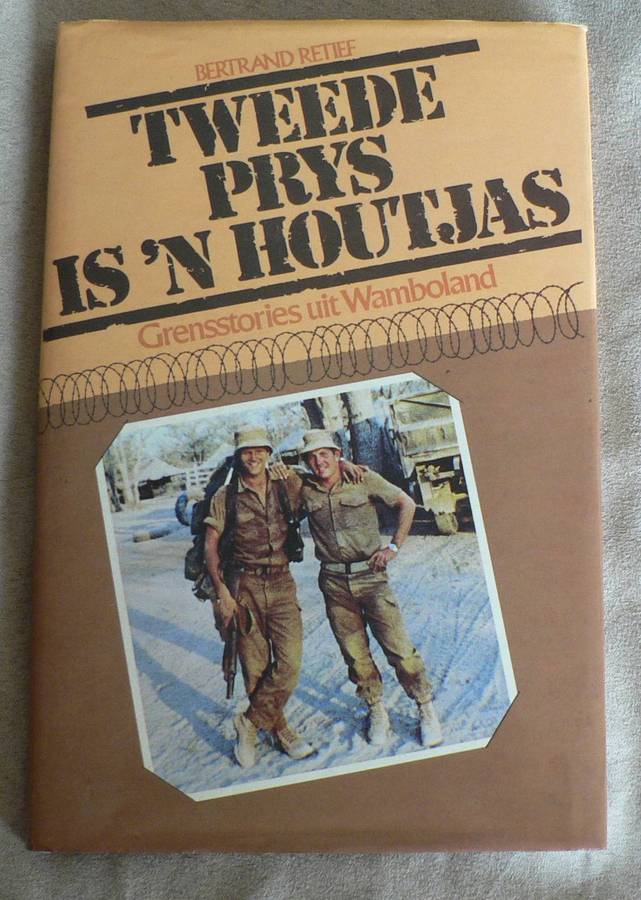 BERTRAND RETIEF
TWEEDE
PRYS
IS 'N HOUTJAS
Grensstories uit Wamboland